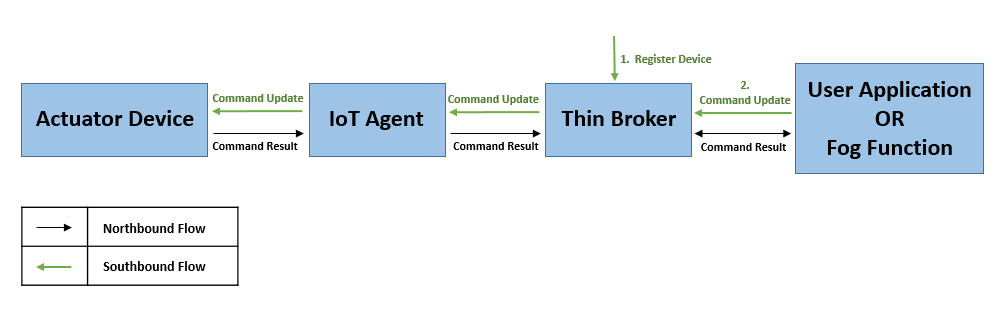 1. Register Device
2.
Command Update
Command Update
Command Update
User Application
OR
Fog Function
Actuator Device
IoT Agent
Thin Broker
Command Result
Command Result
Command Result
Northbound Flow
Southbound Flow